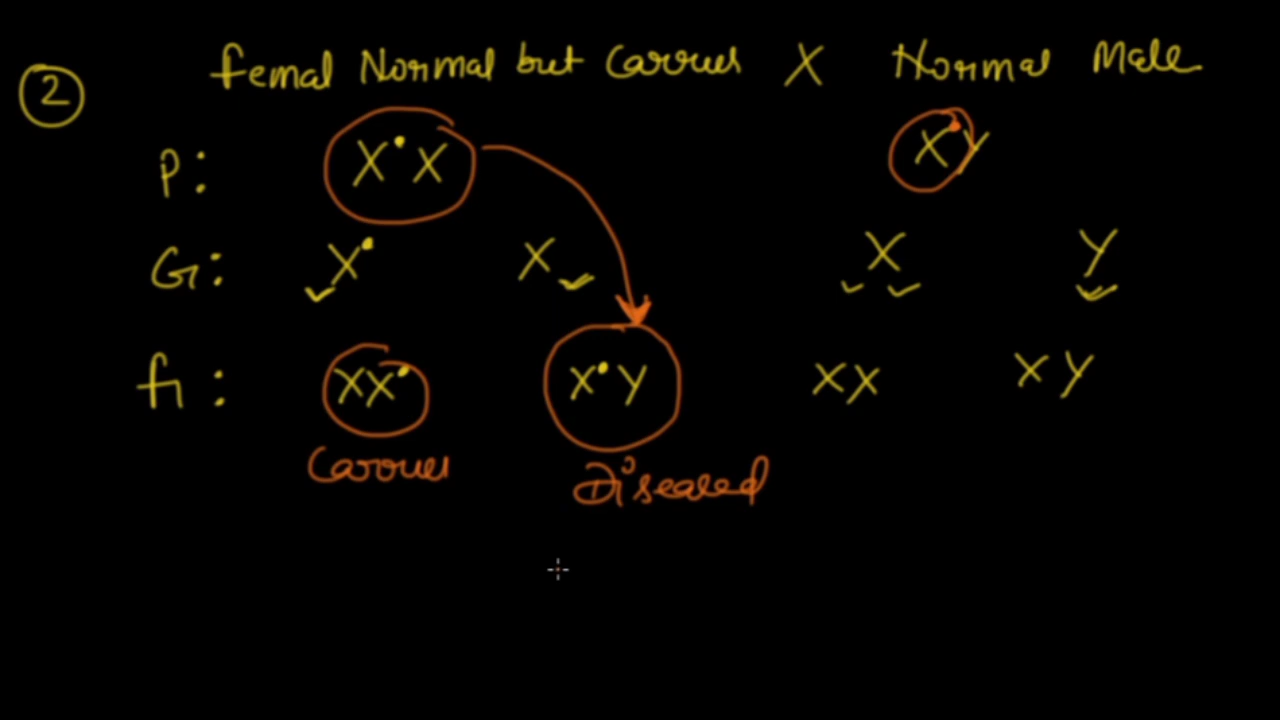 2 femal Normal but Carrier X Normal Male
P: X•X X•Y
G: X• X X Y
f1: XX• X•Y XX XY
Carrier Diseased